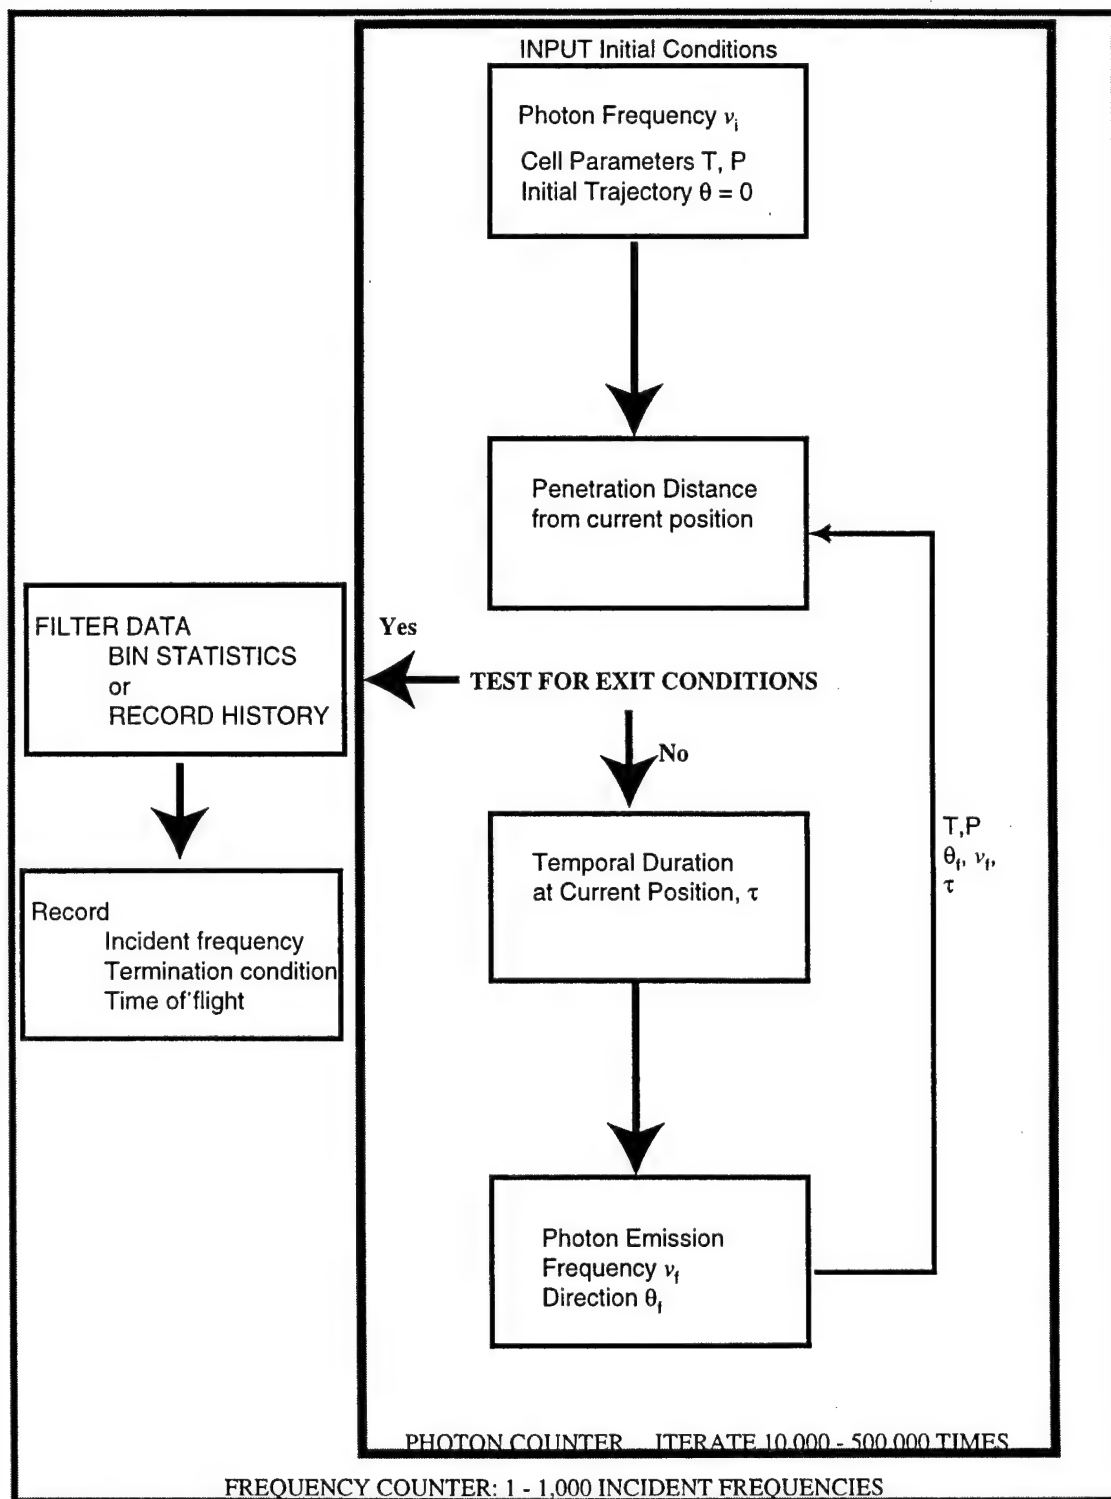 INPUT Initial Conditions
Photon Frequency νi
Cell Parameters T, P
Initial Trajectory θ = 0
Penetration Distance
from current position
Yes
TEST FOR EXIT CONDITIONS
No
FILTER DATA
BIN STATISTICS
or
RECORD HISTORY
Record
Incident frequency
Termination condition
Time of flight
Temporal Duration
at Current Position, τ
T,P
θf, νf,
τ
Photon Emission
Frequency νf
Direction θf
PHOTON COUNTER ITERATE 10,000 - 500,000 TIMES
FREQUENCY COUNTER: 1 - 1,000 INCIDENT FREQUENCIES